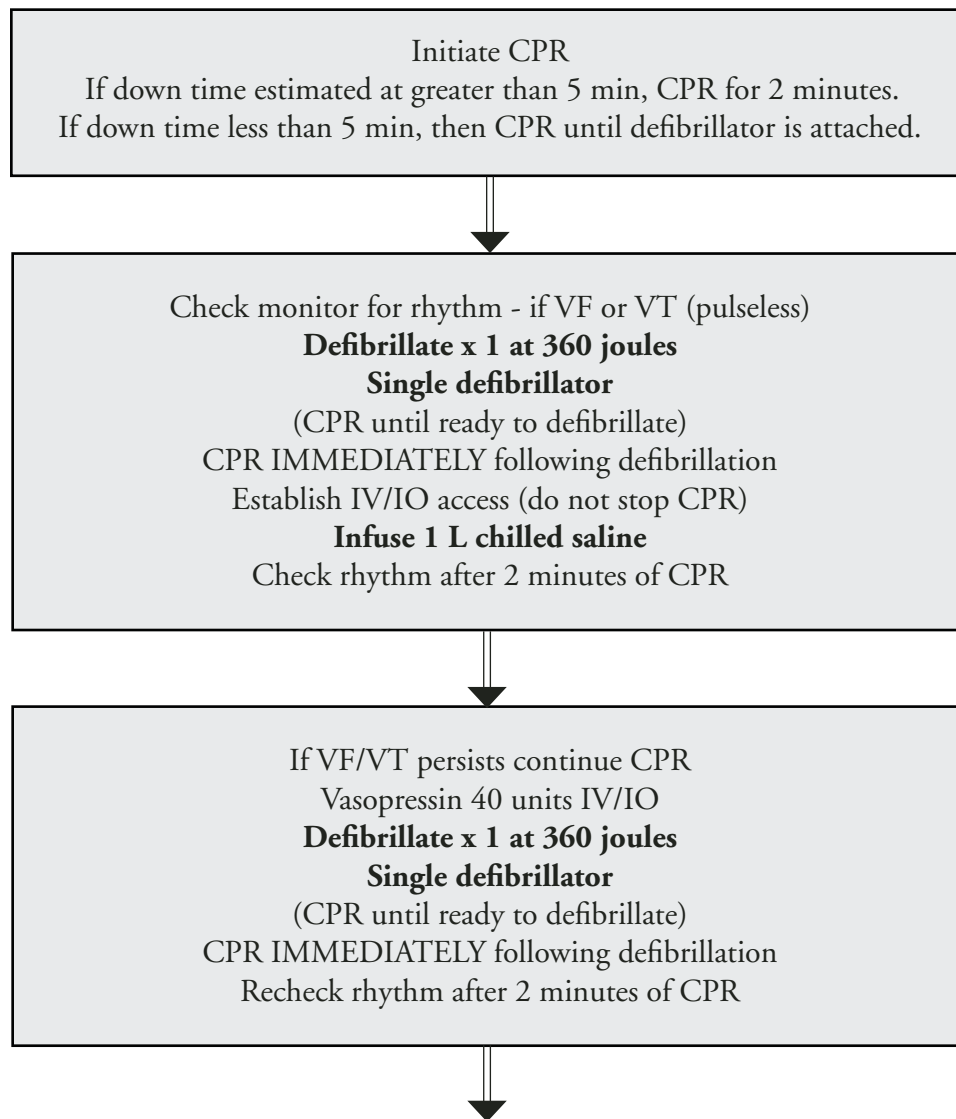 Initiate CPR
If down time estimated at greater than 5 min, CPR for 2 minutes.
If down time less than 5 min, then CPR until defibrillator is attached.
Check monitor for rhythm - if VF or VT (pulseless)
Defibrillate x 1 at 360 joules
Single defibrillator
(CPR until ready to defibrillate)
CPR IMMEDIATELY following defibrillation
Establish IV/IO access (do not stop CPR)
Infuse 1 L chilled saline
Check rhythm after 2 minutes of CPR
If VF/VT persists continue CPR
Vasopressin 40 units IV/IO
Defibrillate x 1 at 360 joules
Single defibrillator
(CPR until ready to defibrillate)
CPR IMMEDIATELY following defibrillation
Recheck rhythm after 2 minutes of CPR